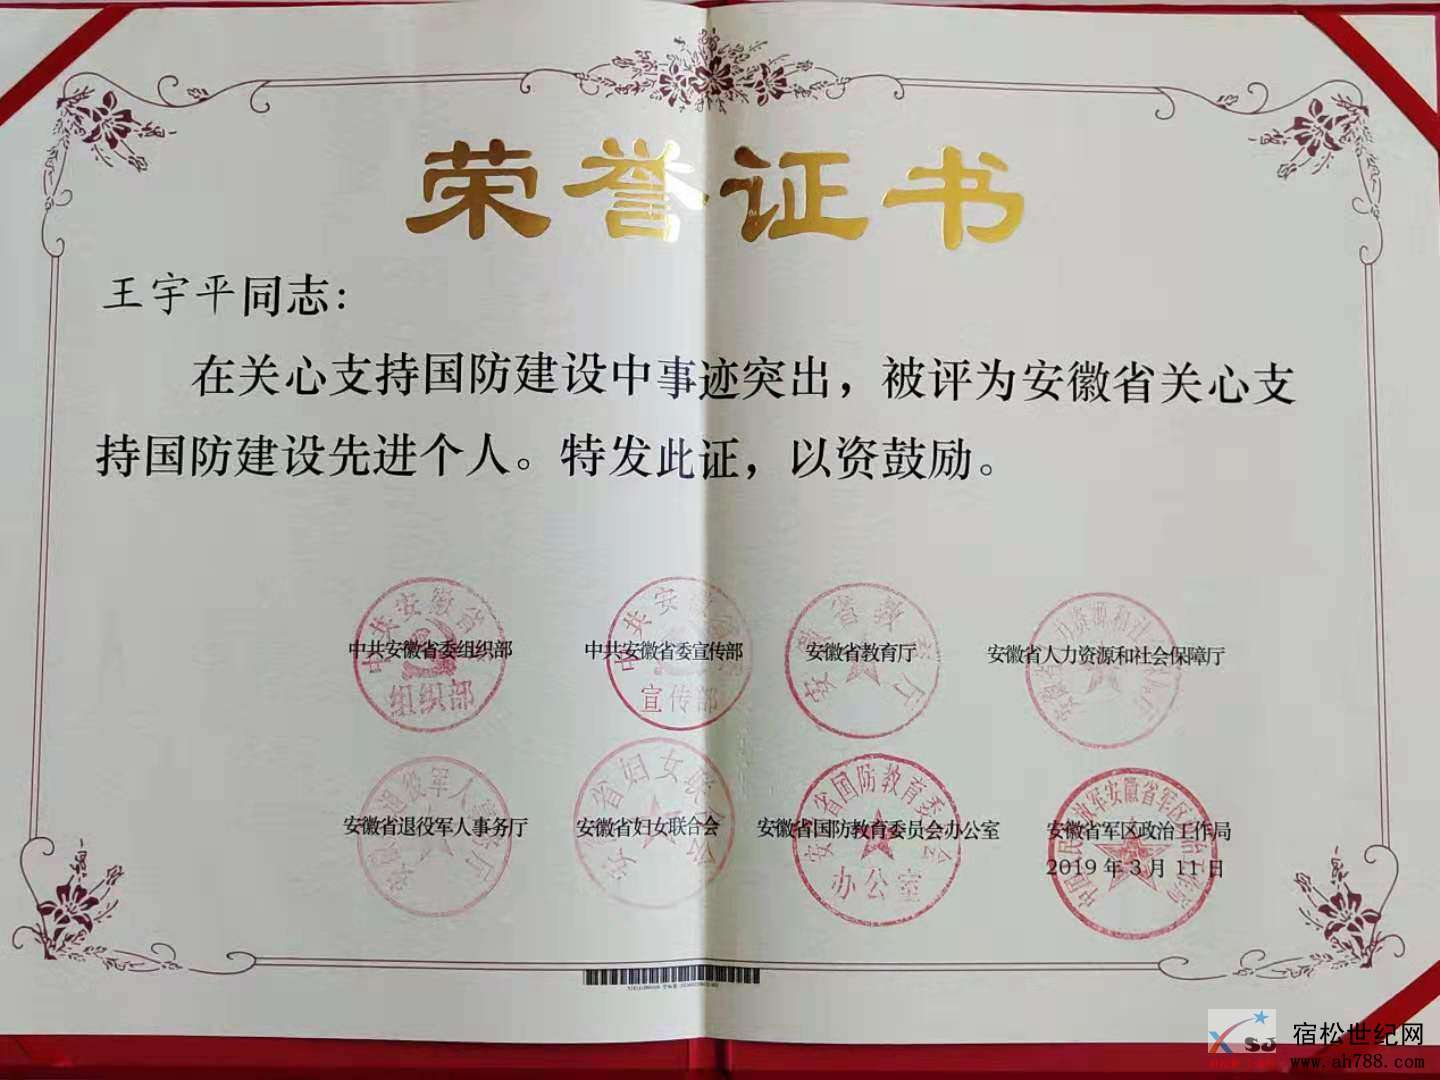 荣誉证书
王宇平同志：
在关心支持国防建设中事迹突出，被评为安徽省关心支
持国防建设先进个人。特发此证，以资鼓励。
中共安徽省委组织部 中共安徽省委宣传部 安徽省教育厅 安徽省人力资源和社会保障厅
组织部 宣传部
安徽省退役军人事务厅 安徽省妇女联合会 安徽省国防教育委员会办公室 安徽省军区政治工作局
2019 年 3 月 11 日
办公室
宿松世纪网
XSJ
www.ah788.com